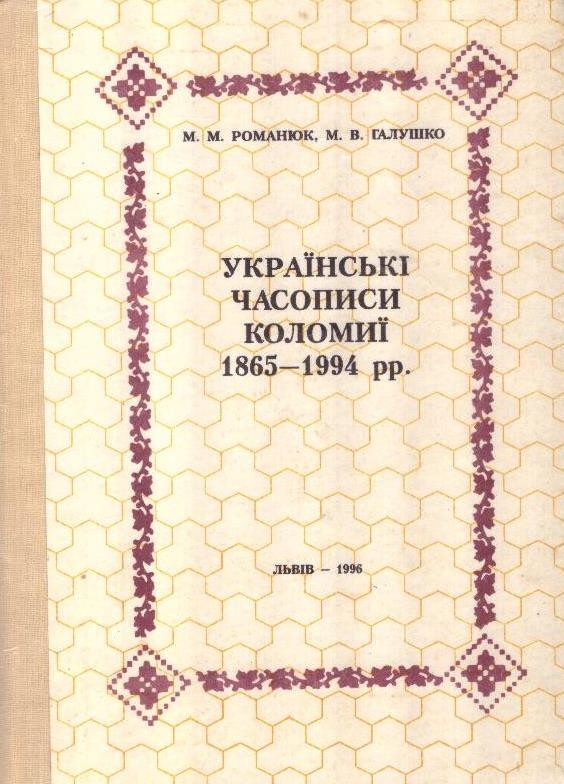 М. М. РОМАНЮК, М. В. ГАЛУШКО
УКРАЇНСЬКІ
ЧАСОПИСИ
КОЛОМИЇ
1865—1994 рр.
ЛЬВІВ — 1996